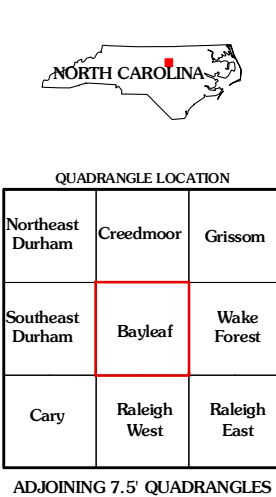 NORTH CAROLINA
QUADRANGLE LOCATION
Northeast
Durham
Creedmoor
Grissom
Southeast
Durham
Bayleaf
Wake
Forest
Cary
Raleigh
West
Raleigh
East
ADJOINING 7.5' QUADRANGLES